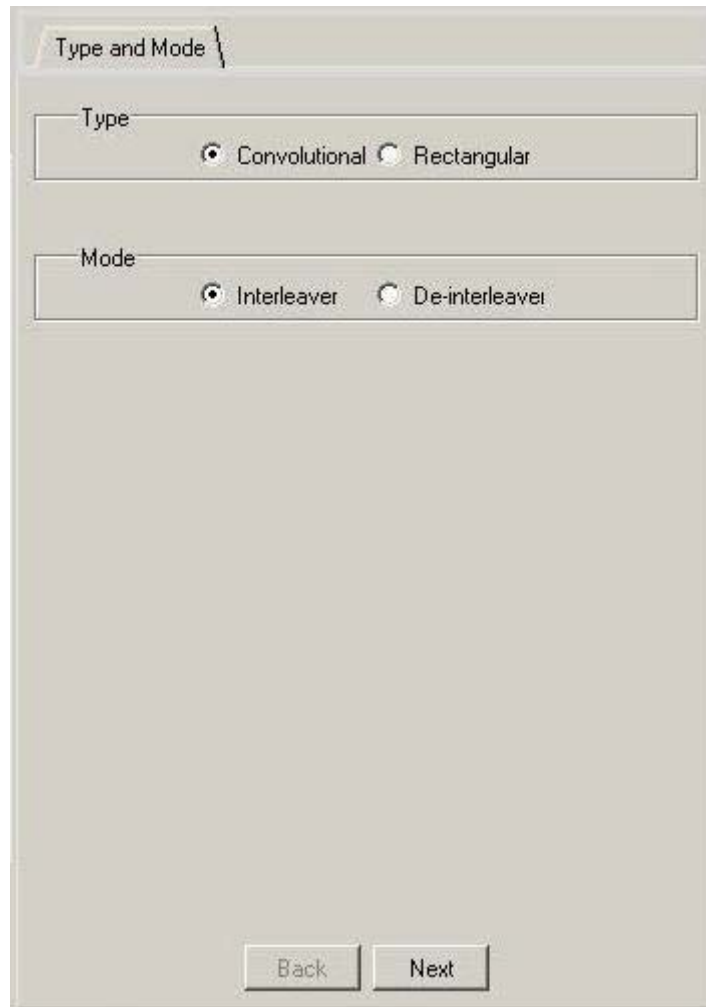 Type and Mode
Type
Convolutional Rectangular
Mode
Interleaver De-interleaver
Back Next